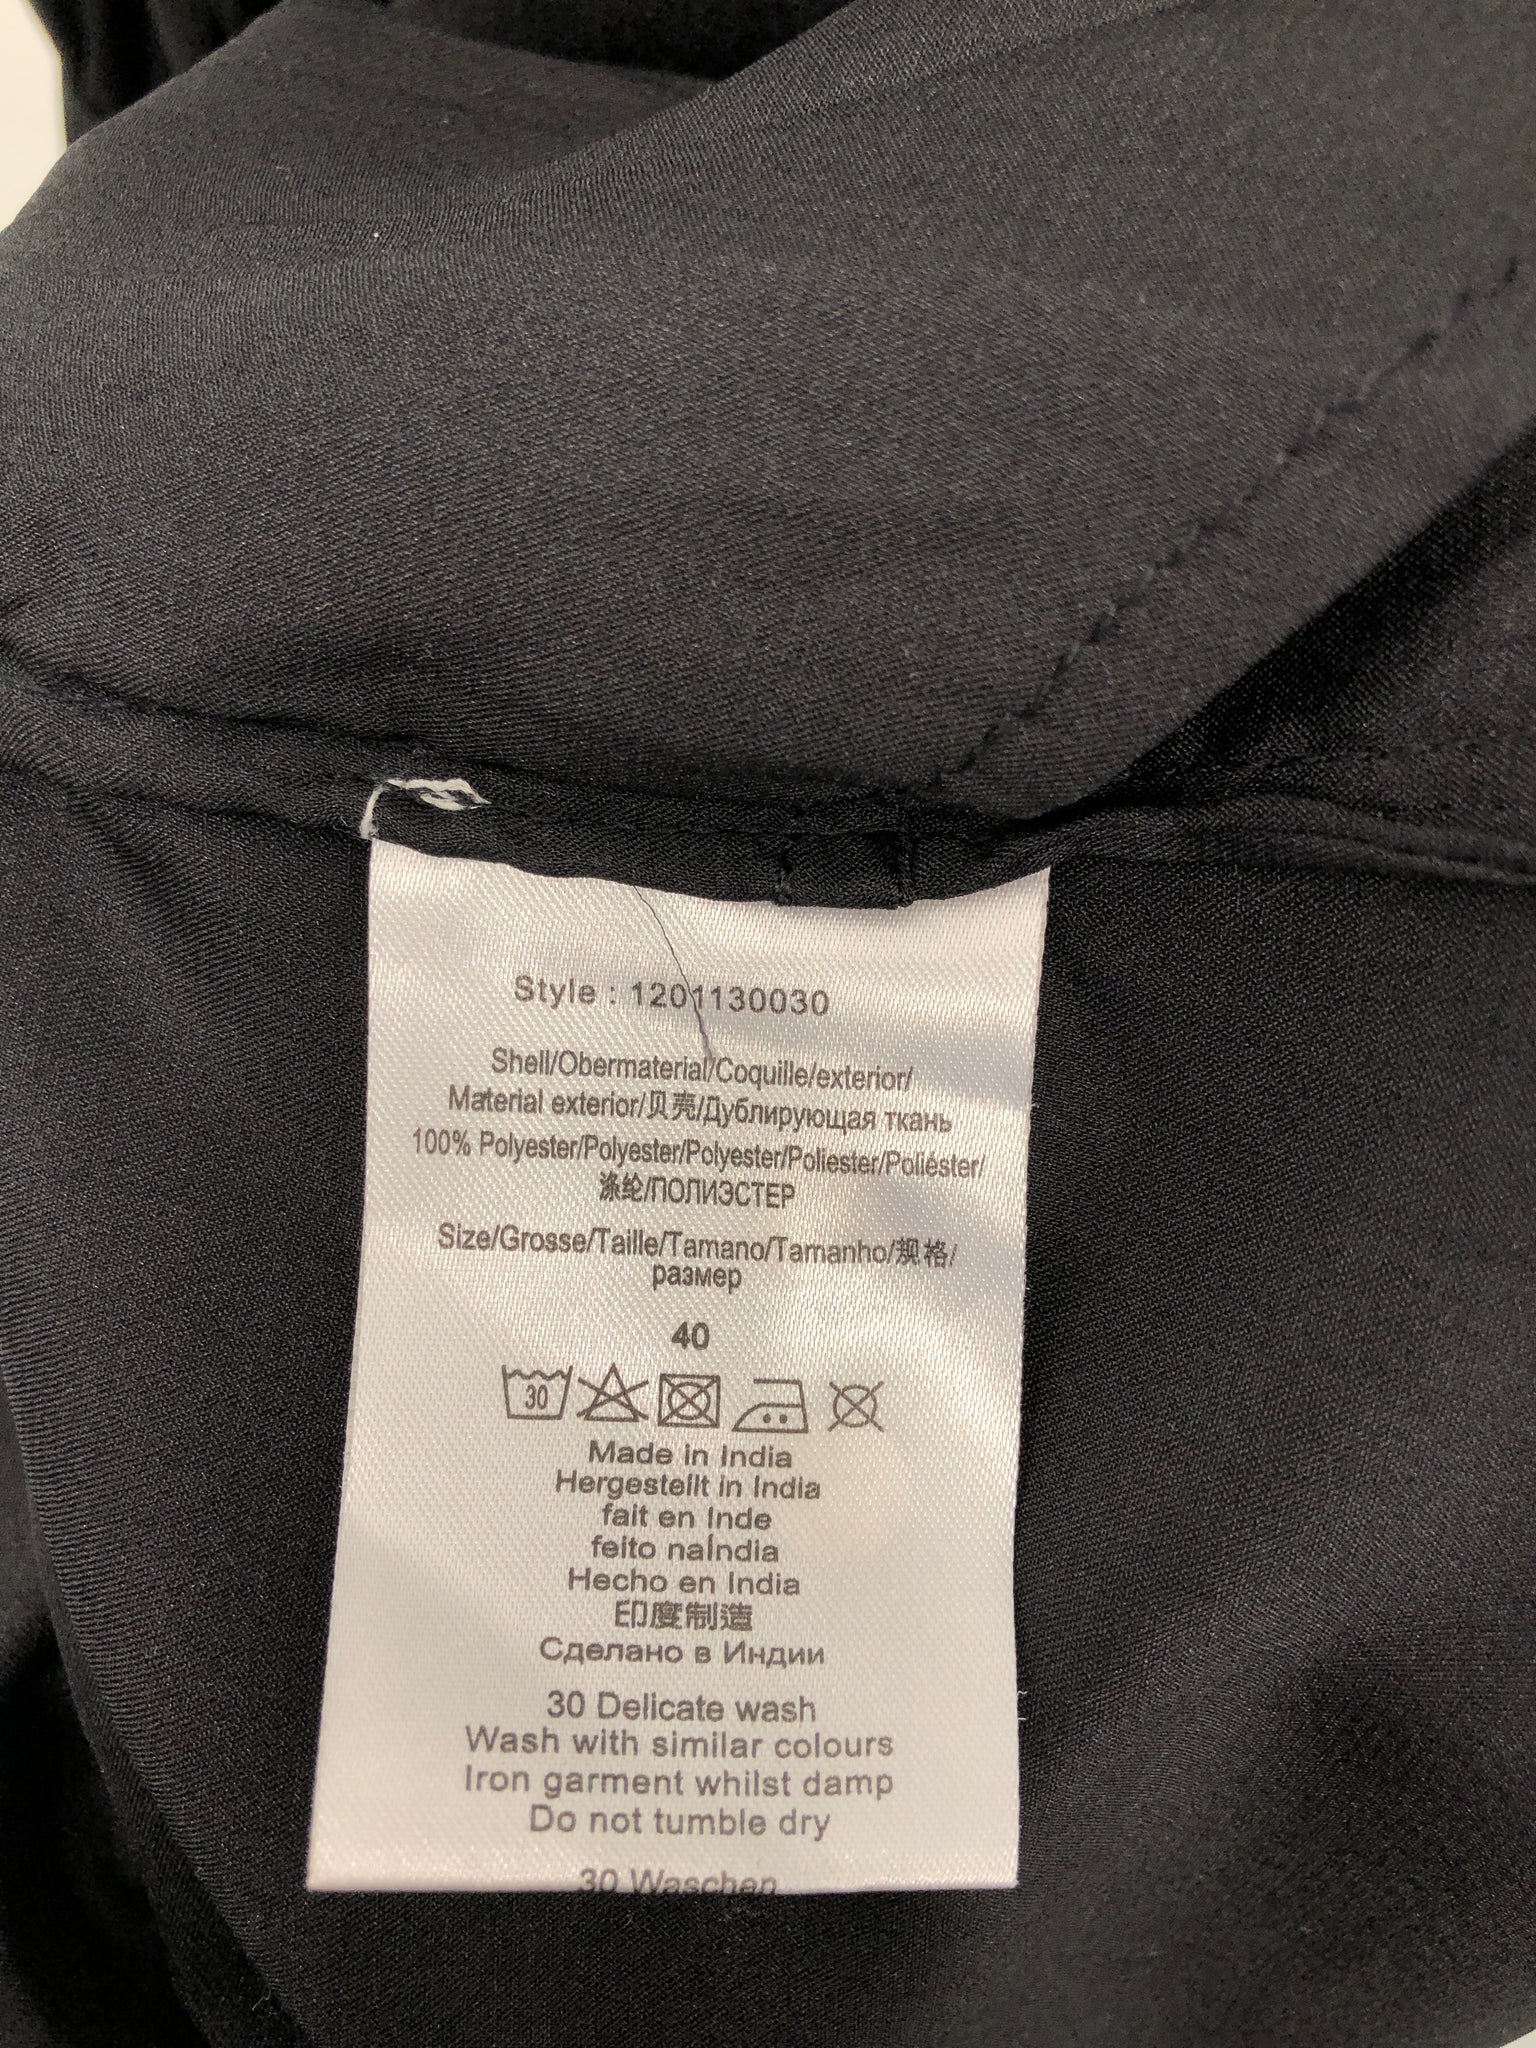 Style : 1201130030
Shell/Obermaterial/Coquille/exterior/
Material exterior/贝壳/Дублирующая ткань
100% Polyester/Polyester/Polyester/Poliester/Poliéster/
涤纶/ПОЛИЭСТЕР
Size/Grosse/Taille/Tamano/Tamanho/规格/
размер
40
30
Made in India
Hergestellt in India
fait en Inde
feito naÍndia
Hecho en India
印度制造
Сделано в Индии
30 Delicate wash
Wash with similar colours
Iron garment whilst damp
Do not tumble dry
30 Waschen